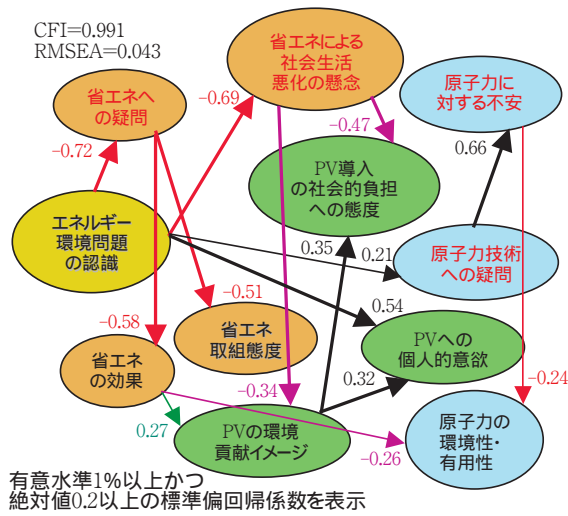 CFI=0.991
RMSEA=0.043
省エネによる
社会生活
悪化の懸念
省エネへ
の疑問
原子力に
対する不安
−0.69
−0.72
−0.47
0.66
PV導入
の社会的負担
への態度
エネルギー
環境問題
の認識
0.35
0.21
原子力技術
への疑問
−0.51
0.54
−0.58
省エネ
取組態度
PVへの
個人的意欲
省エネ
の効果
0.32
−0.34
−0.24
0.27
PVの環境
貢献イメージ
−0.26
原子力の
環境性・
有用性
有意水準1%以上かつ
絶対値0.2以上の標準偏回帰係数を表示